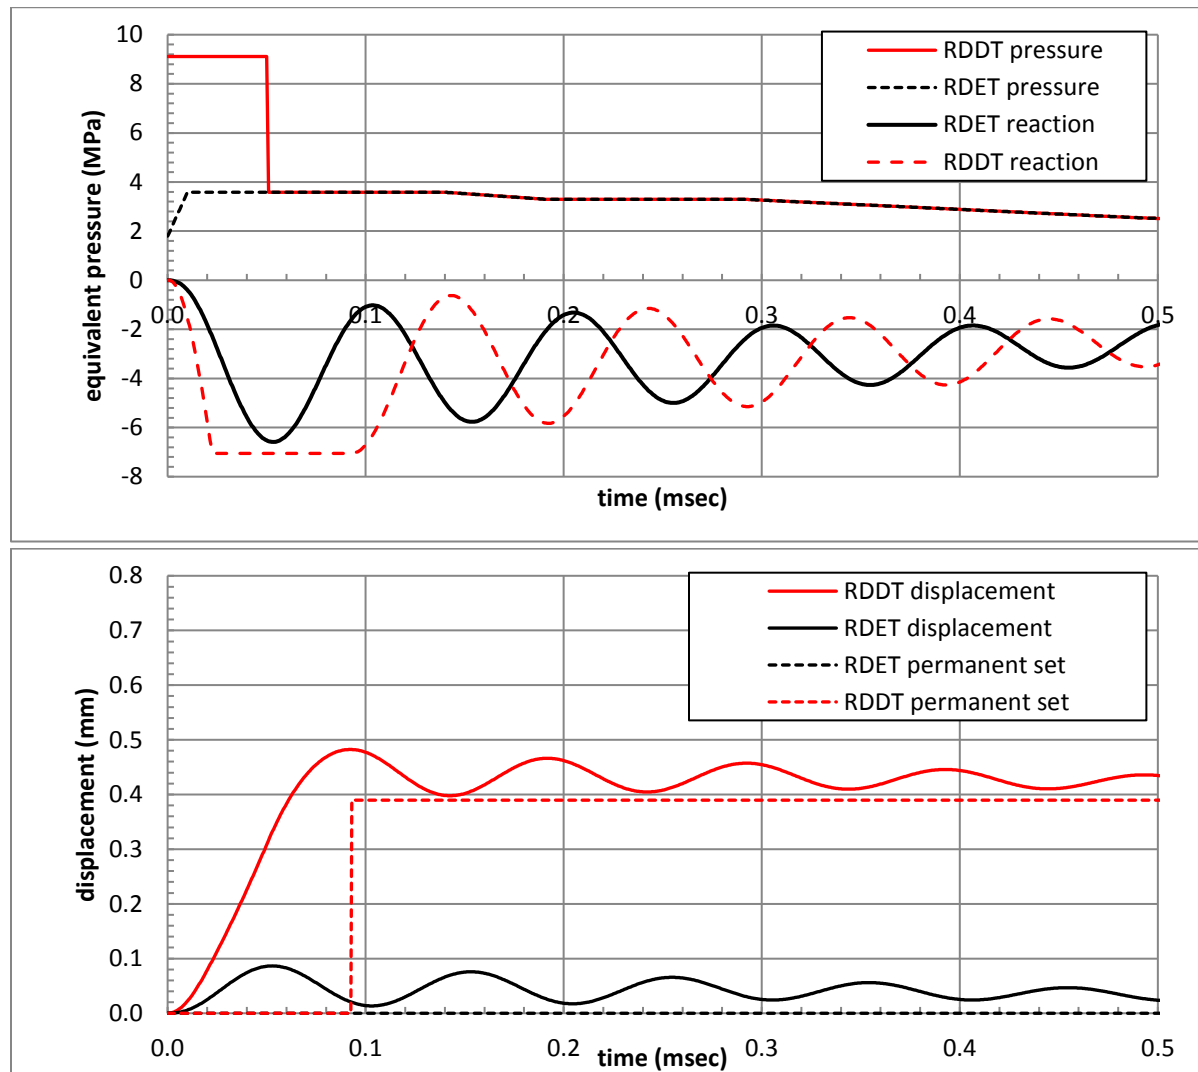 10
8
6
4
2
0
-2
-4
-6
-8
equivalent pressure (MPa)
RDDT pressure
RDET pressure
RDET reaction
RDDT reaction
0.0 0.1 0.2 0.3 0.4 0.5
time (msec)
0.8
0.7
0.6
0.5
0.4
0.3
0.2
0.1
0.0
displacement (mm)
RDDT displacement
RDET displacement
RDET permanent set
RDDT permanent set
0.0 0.1 0.2 0.3 0.4 0.5
time (msec)